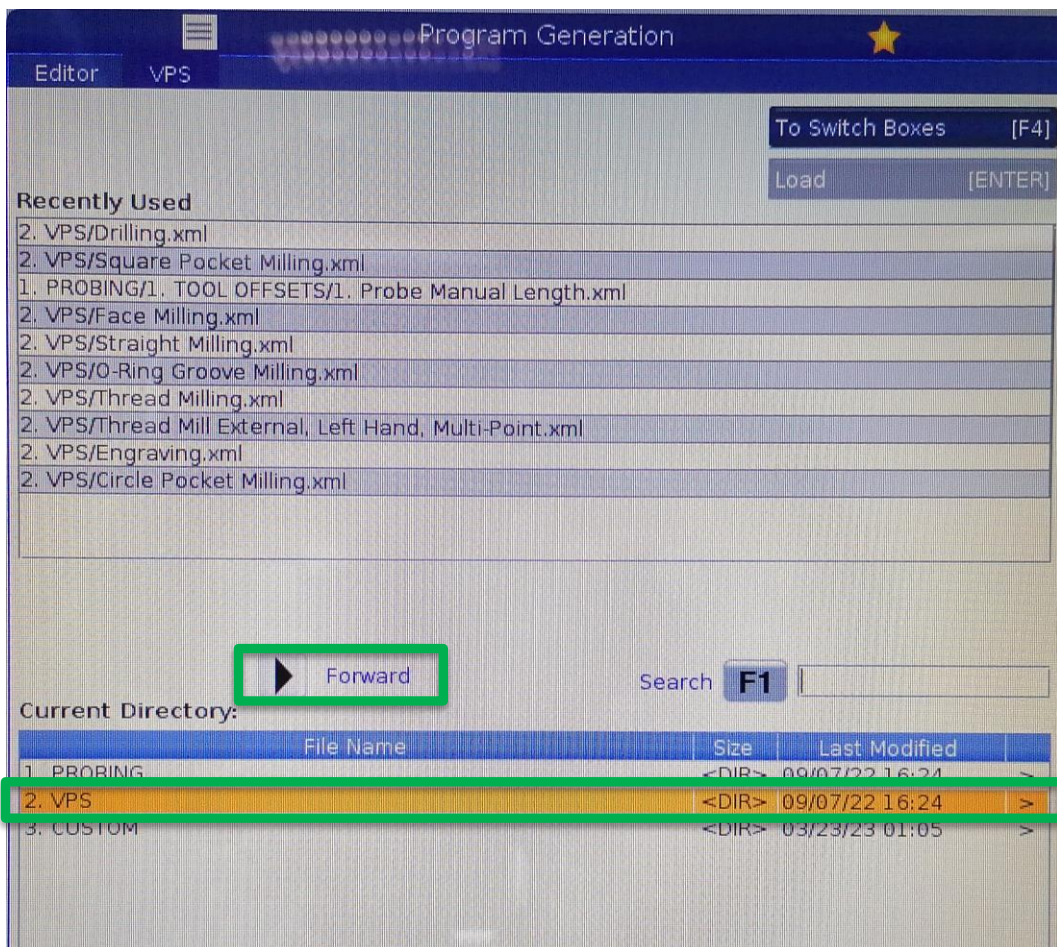 Program Generation
Editor VPS
To Switch Boxes [F4]
Load [ENTER]
Recently Used
2. VPS/Drilling.xml
2. VPS/Square Pocket Milling.xml
1. PROBING/1. TOOL OFFSETS/1. Probe Manual Length.xml
2. VPS/Face Milling.xml
2. VPS/Straight Milling.xml
2. VPS/O-Ring Groove Milling.xml
2. VPS/Thread Milling.xml
2. VPS/Thread Mill External, Left Hand, Multi-Point.xml
2. VPS/Engraving.xml
2. VPS/Circle Pocket Milling.xml
Forward
Search F1
Current Directory:
File Name Size Last Modified
1. PROBING <DIR> 09/07/22 16:24 >
2. VPS <DIR> 09/07/22 16:24 >
3. CUSTOM <DIR> 03/23/23 01:05 >